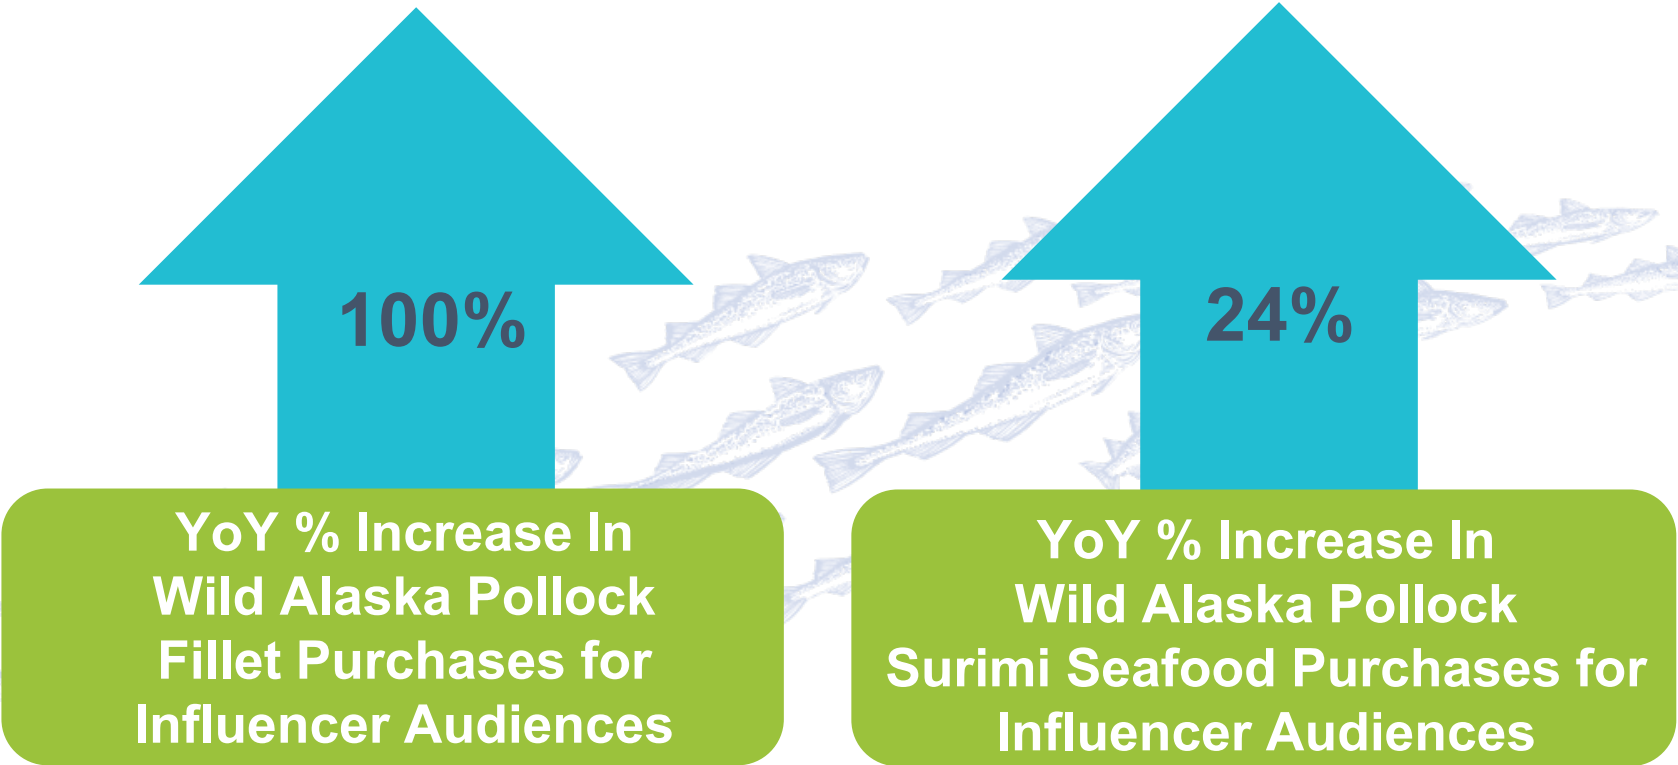 100%
YoY % Increase In
Wild Alaska Pollock
Fillet Purchases for
Influencer Audiences
24%
YoY % Increase In
Wild Alaska Pollock
Surimi Seafood Purchases for
Influencer Audiences